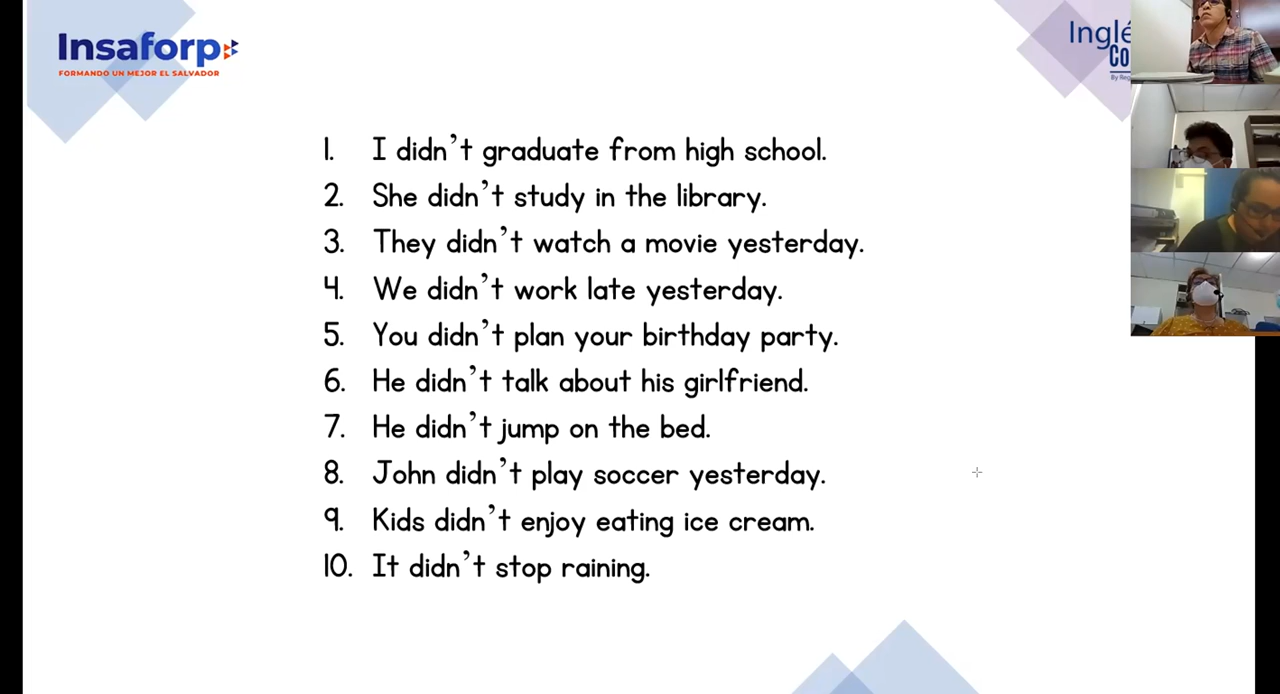 Insaforp
FORMANDO UN MEJOR EL SALVADOR
1. I didn't graduate from high school.
2. She didn't study in the library.
3. They didn't watch a movie yesterday.
4. We didn't work late yesterday.
5. You didn't plan your birthday party.
6. He didn't talk about his girlfriend.
7. He didn't jump on the bed.
8. John didn't play soccer yesterday.
9. Kids didn't enjoy eating ice cream.
10. It didn't stop raining.